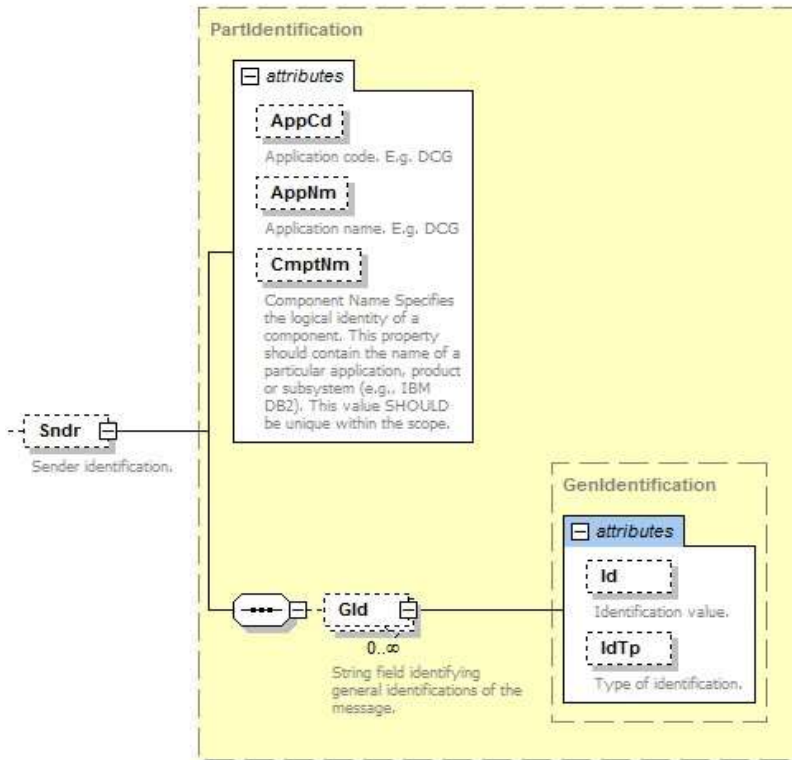 PartIdentification
attributes
AppCd
Application code. E.g. DCG
AppNm
Application name. E.g. DCG
CmptNm
Component Name Specifies
the logical identity of a
component. This property
should contain the name of a
particular application, product
or subsystem (e.g., IBM
DB2). This value SHOULD
be unique within the scope.
Sndr
Sender identification.
GId
0..∞
String field identifying
general identifications of the
message.
GenIdentification
attributes
Id
Identification value.
IdTp
Type of identification.